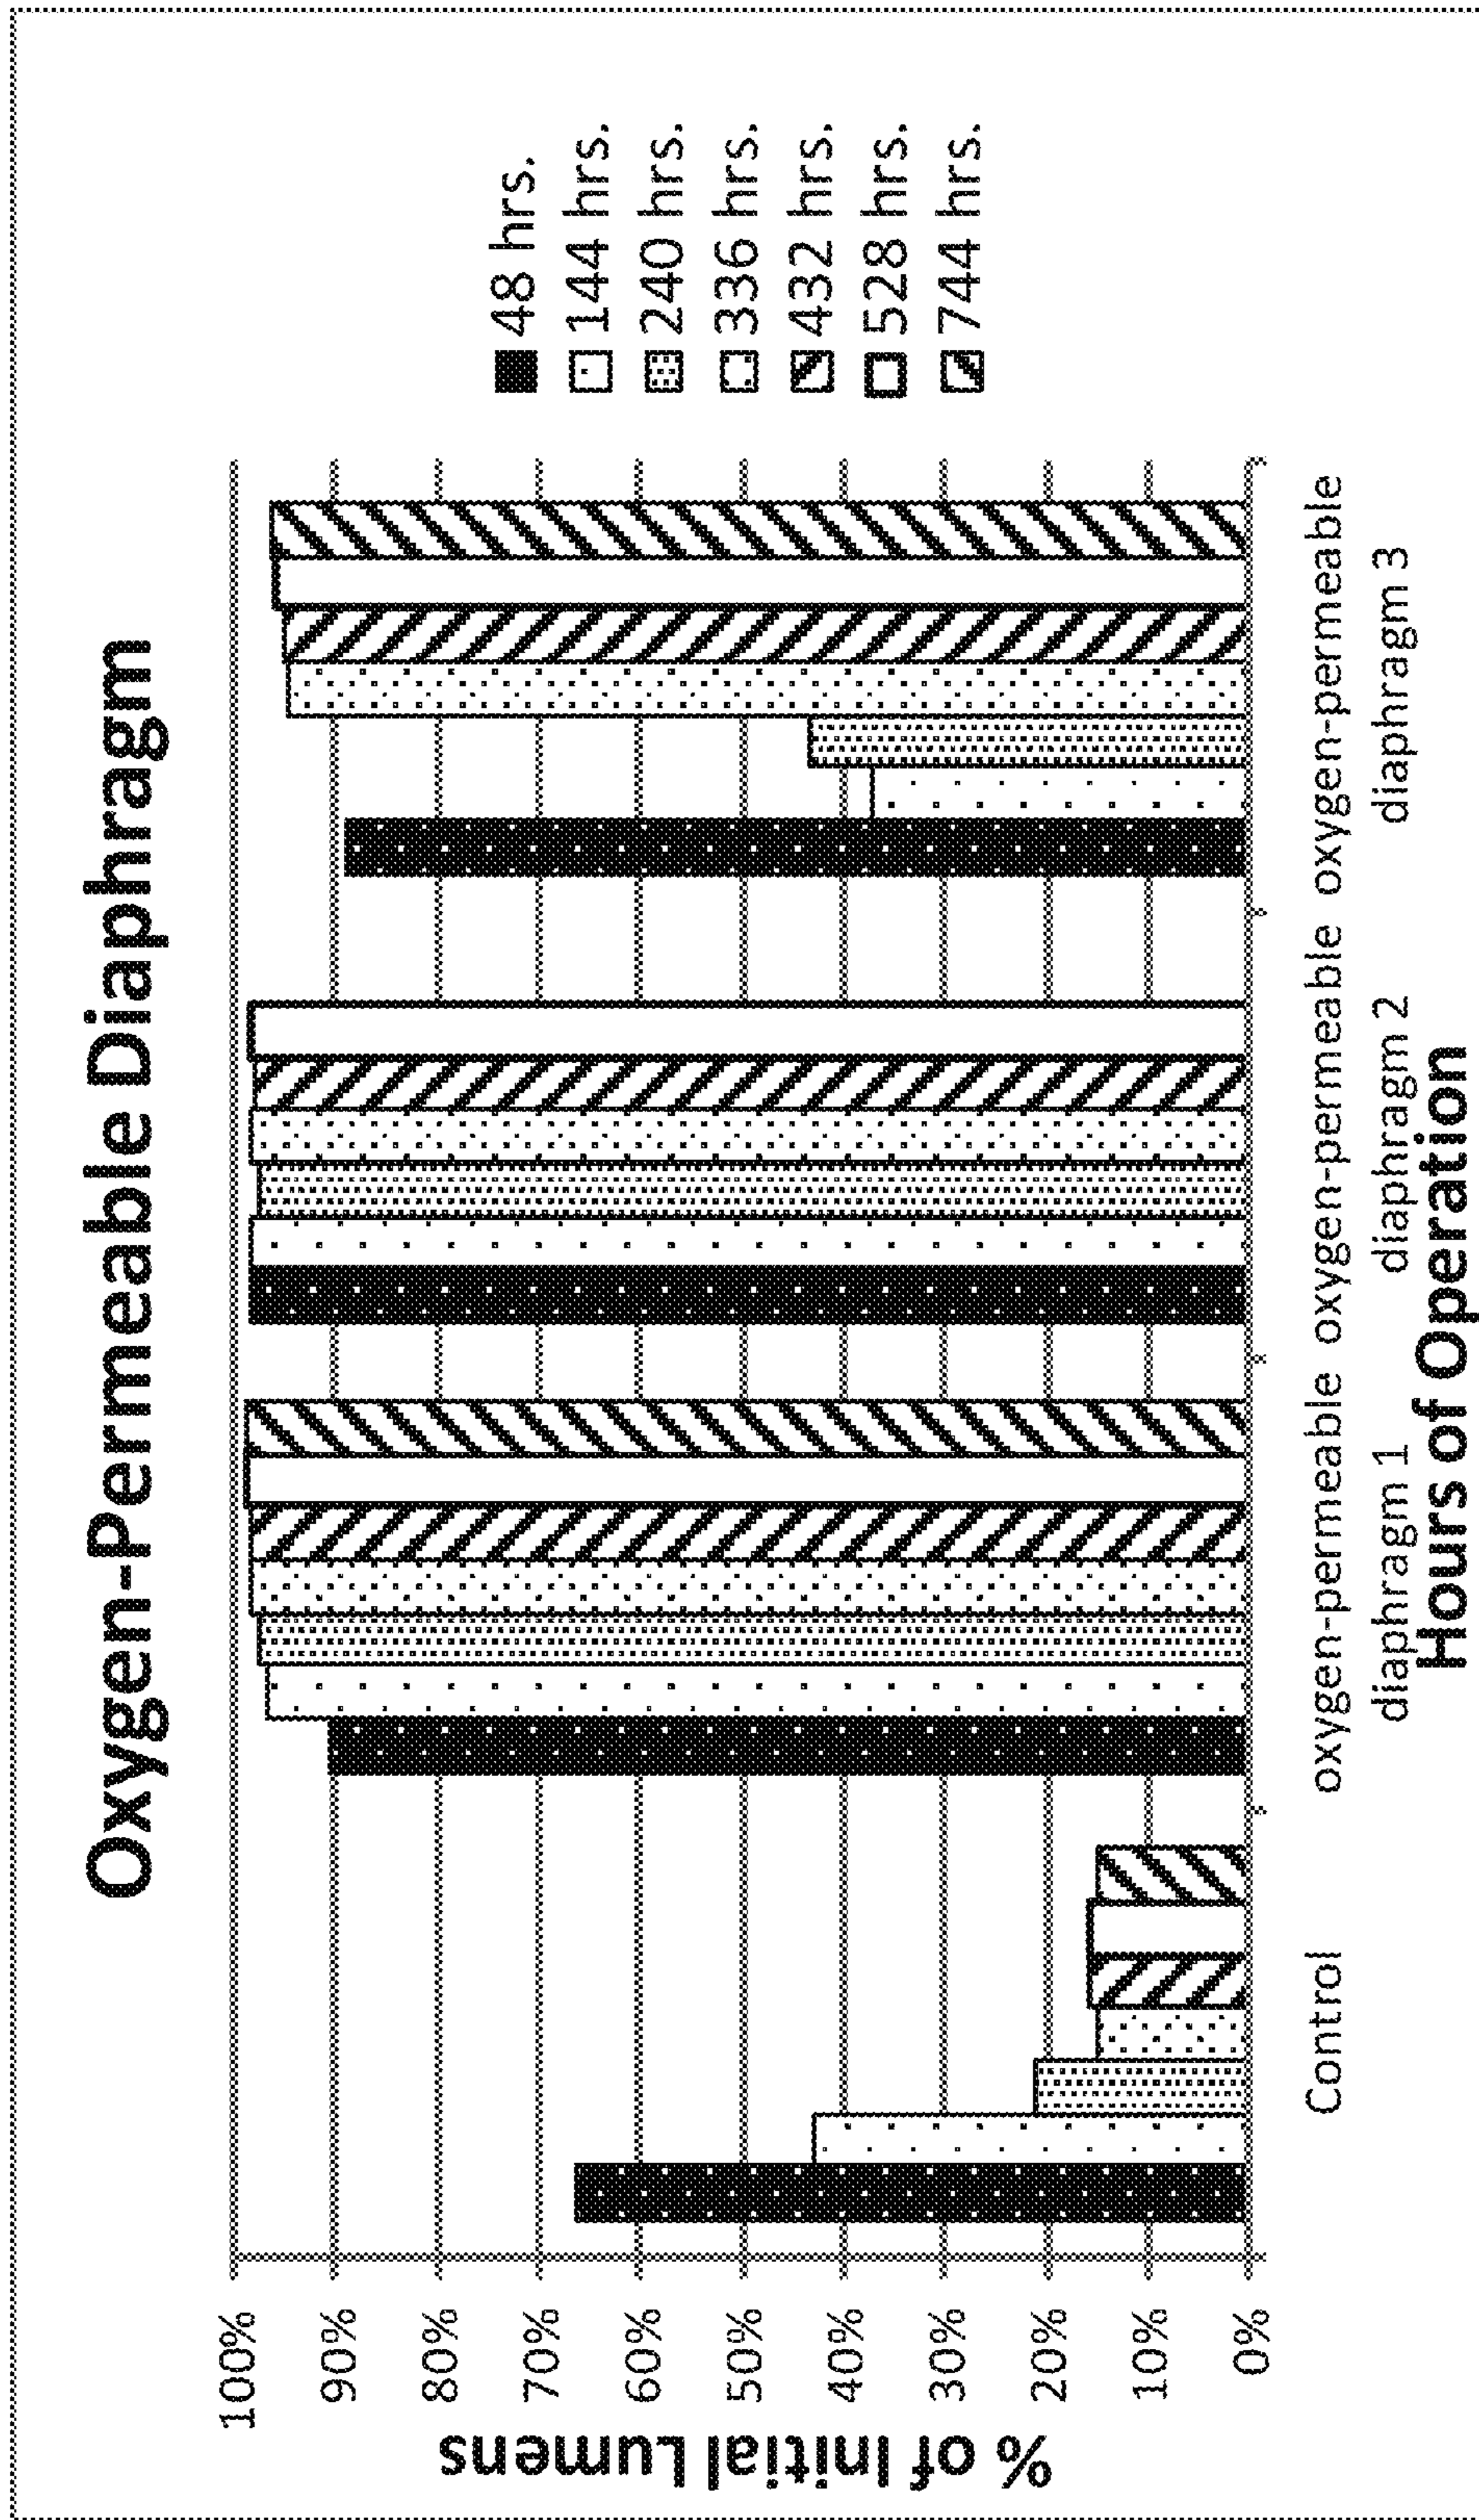 Oxygen-Permeable Diaphragm
% of Initial Lumens
100%
90%
80%
70%
60%
50%
40%
30%
20%
10%
0%
Control
oxygen-permeable
diaphragm 1
oxygen-permeable
diaphragm 2
oxygen-permeable
diaphragm 3
Hours of Operation
48 hrs.
144 hrs.
240 hrs.
336 hrs.
432 hrs.
528 hrs.
744 hrs.